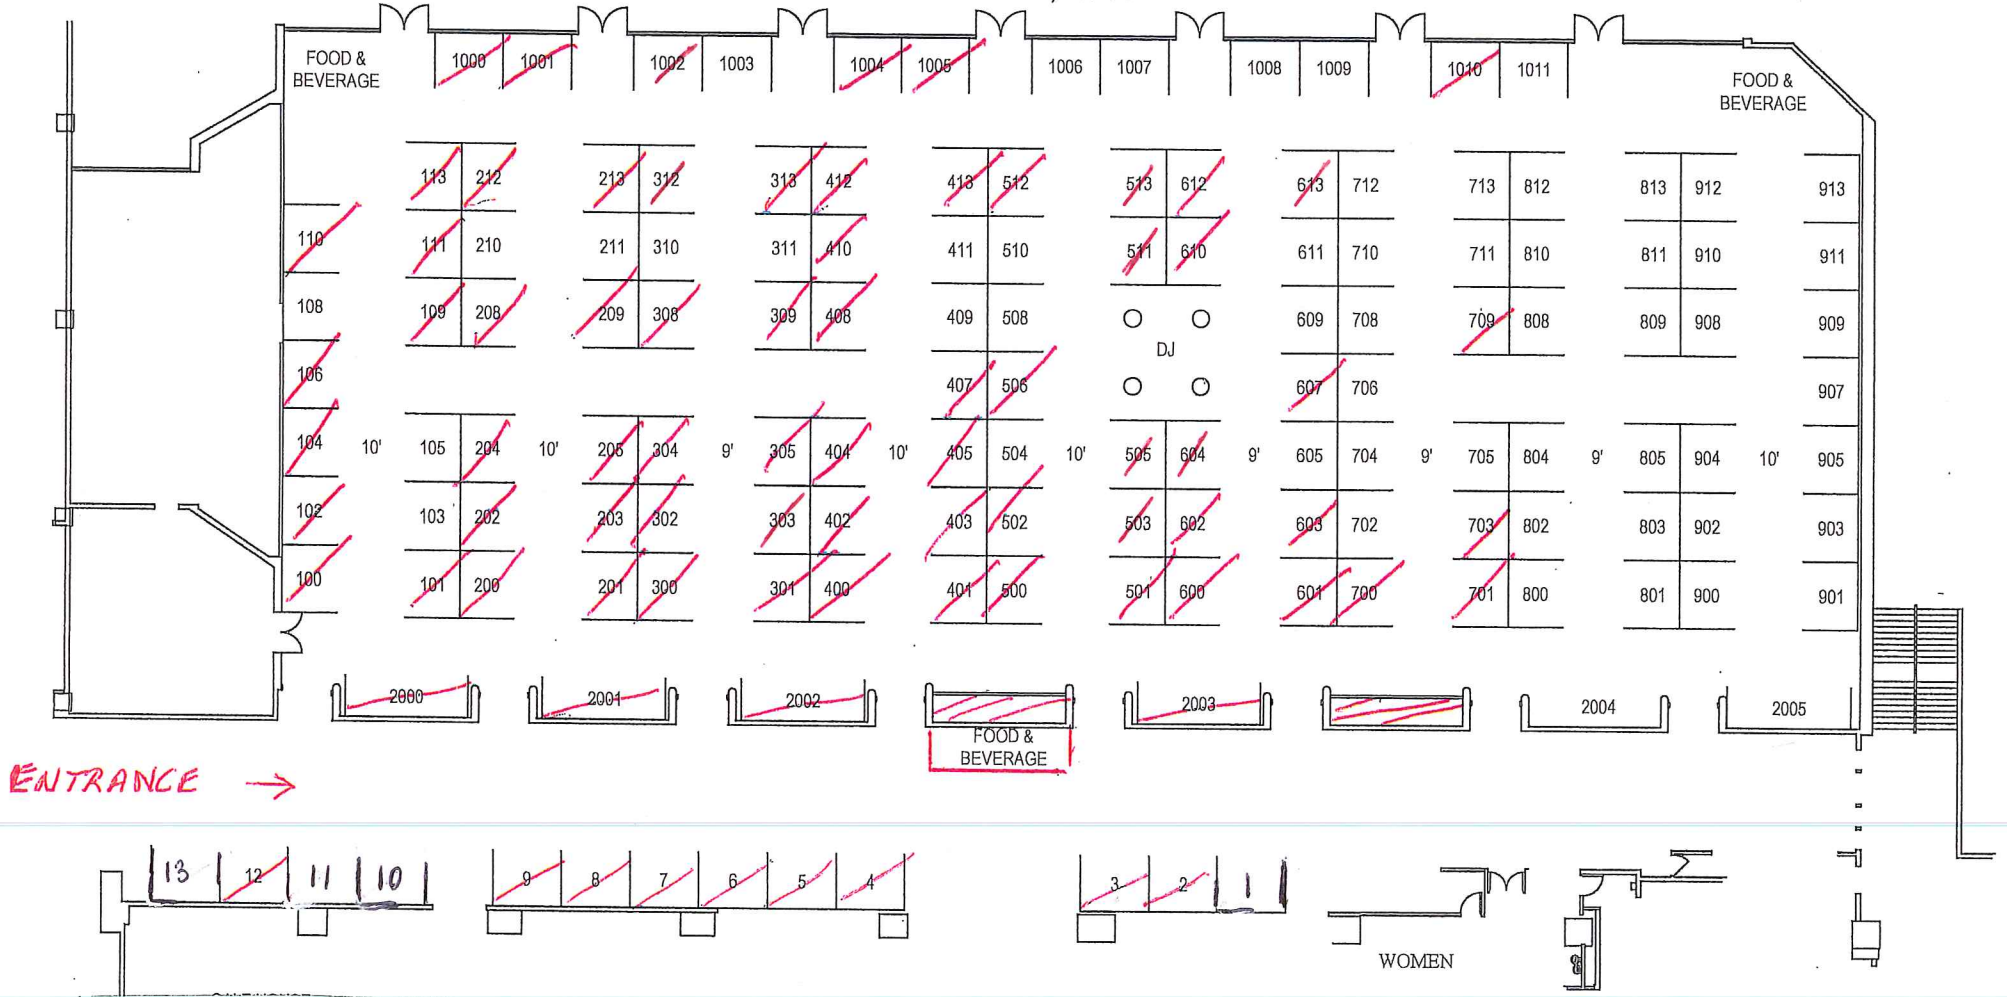 FOOD & BEVERAGE 1000 1001 1002 1003 1004 1005 1006 1007 1008 1009 1010 1011 FOOD & BEVERAGE
113 212 213 312 313 412 413 512 513 612 613 712 713 812 813 912 913
110 111 210 211 310 311 410 411 510 511 610 611 710 711 810 811 910 911
108 109 208 209 308 309 408 409 508 609 708 709 808 809 908 909
DJ
106 407 506 607 706 907
104 10' 105 204 10' 205 304 9' 305 404 10' 405 504 10' 505 604 9' 605 704 9' 705 804 9' 805 904 10' 905
102 103 202 203 302 303 402 403 502 503 602 603 702 703 802 803 902 903
100 101 200 201 300 301 400 401 500 501 600 601 700 701 800 801 900 901
2000 2001 2002 2003 2004 2005
FOOD &
BEVERAGE
ENTRANCE →
13 12 11 10 9 8 7 6 5 4 3 2 1
WOMEN